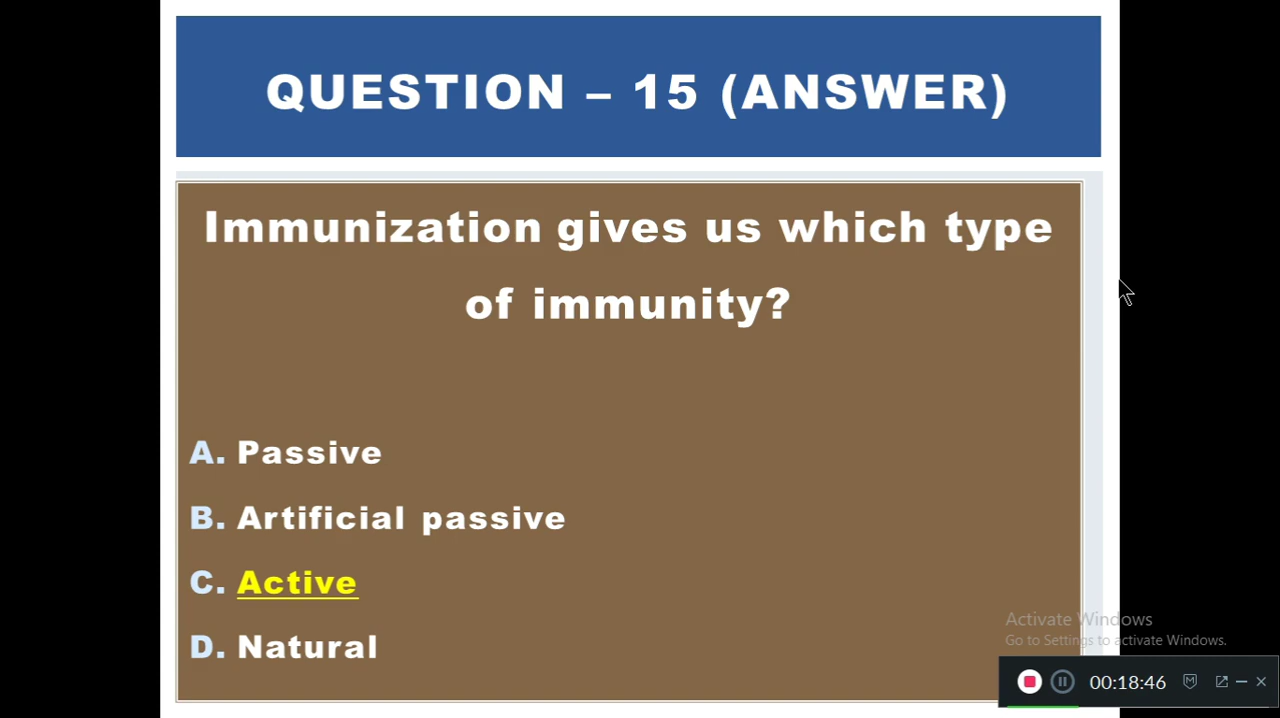 QUESTION – 15 (ANSWER)
Immunization gives us which type
of immunity?
A. Passive
B. Artificial passive
C. Active
D. Natural
Activate Windows
Go to Settings to activate Windows.
00:18:46